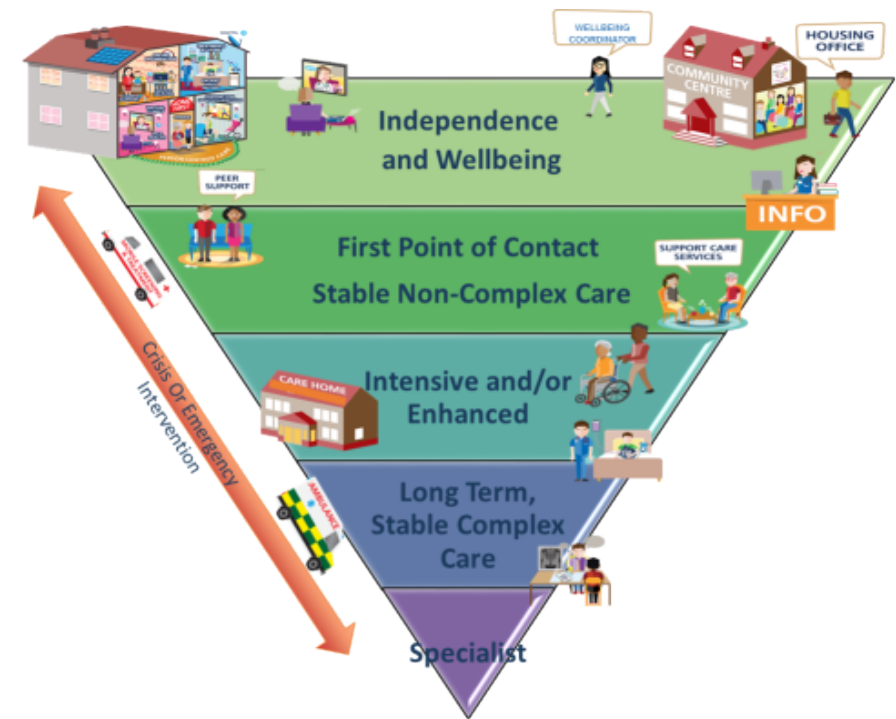 WELLBEING
COORDINATOR
HOUSING
OFFICE
COMMUNITY
CENTRE
Independence
and Wellbeing
PEER
SUPPORT
INFO
First Point of Contact
Stable Non-Complex Care
SUPPORT CARE
SERVICES
Crisis Or Emergency
Intervention
CARE HOME
Intensive and/or
Enhanced
AMBULANCE
Long Term,
Stable Complex
Care
Specialist